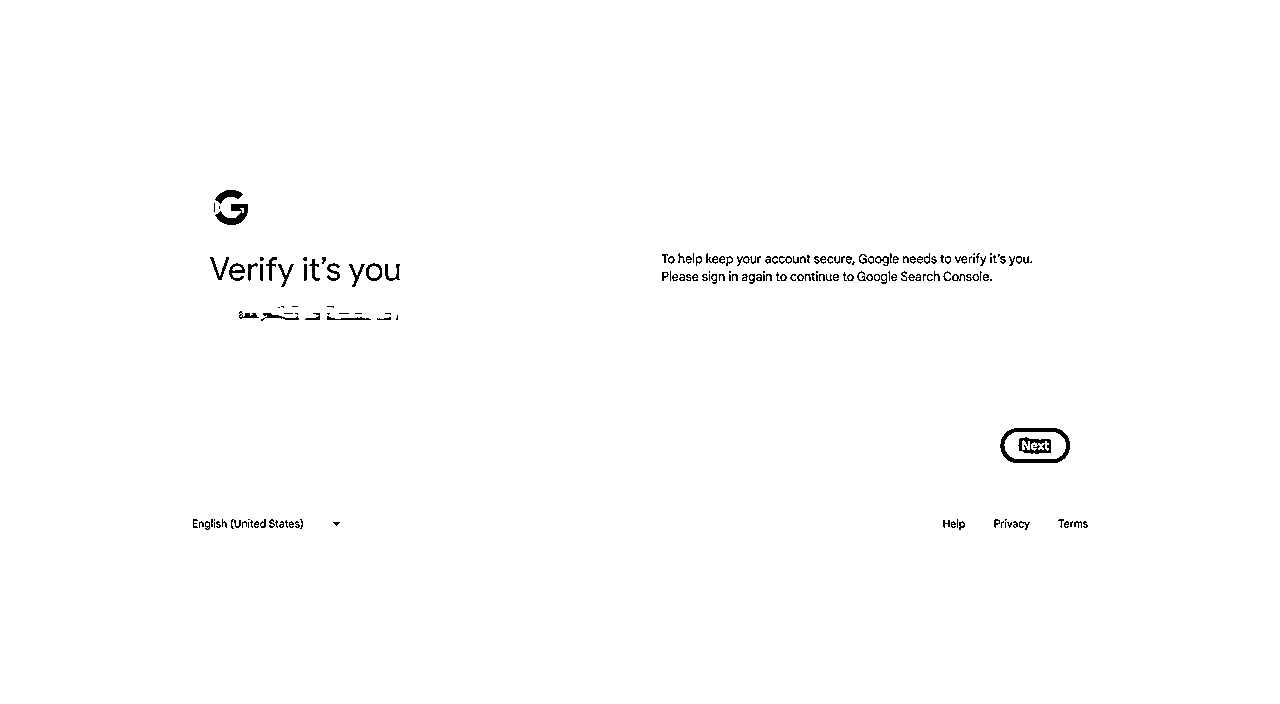 Verify it's you
To help keep your account secure, Google needs to verify it's you.
Please sign in again to continue to Google Search Console.
Next
English (United States)
Help
Privacy
Terms